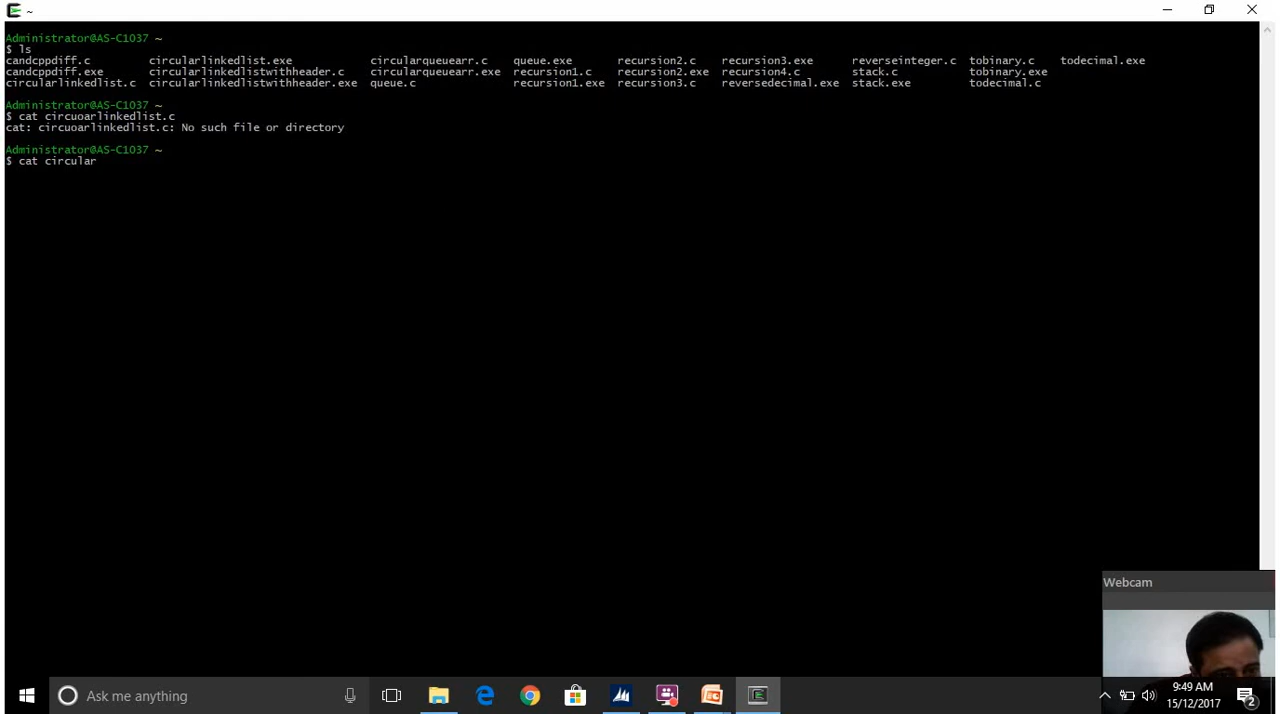 ~
Administrator@AS-C1037 ~
$ ls
candcppdiff.c circularlinkedlist.exe circularqueuearr.c queue.exe recursion2.c recursion3.exe reverseinteger.c tobinary.c todecimal.exe
candcppdiff.exe circularlinkedlistwithheader.c circularqueuearr.exe recursion1.c recursion2.exe recursion4.c stack.c tobinary.exe
circularlinkedlist.c circularlinkedlistwithheader.exe queue.c recursion1.exe recursion3.c reversedecimal.exe stack.exe todecimal.c
Administrator@AS-C1037 ~
$ cat circuoarlinkedlist.c
cat: circuoarlinkedlist.c: No such file or directory
Administrator@AS-C1037 ~
$ cat circular
Webcam
Ask me anything
9:49 AM
15/12/2017
2